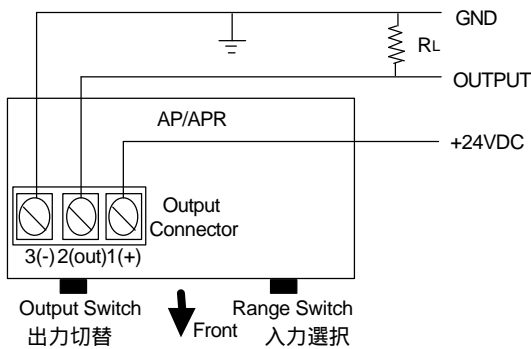 GND
RL
OUTPUT
AP/APR
+24VDC
Output
Connector
3(-) 2(out) 1(+)
Output Switch
出力切替
Front
Range Switch
入力選択